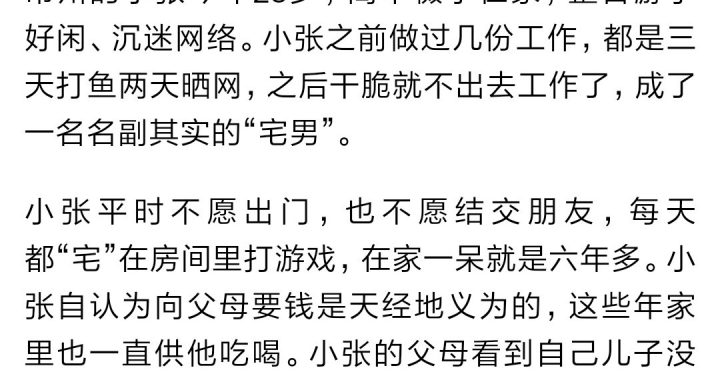 好闲、沉迷网络。小张之前做过几份工作，都是三
天打鱼两天晒网，之后干脆就不出去工作了，成了
一名名副其实的“宅男”。
小张平时不愿出门，也不愿结交朋友，每天
都“宅”在房间里打游戏，在家一呆就是六年多。小
张自认为向父母要钱是天经地义为的，这些年家
里也一直供他吃喝。小张的父母看到自己儿子没